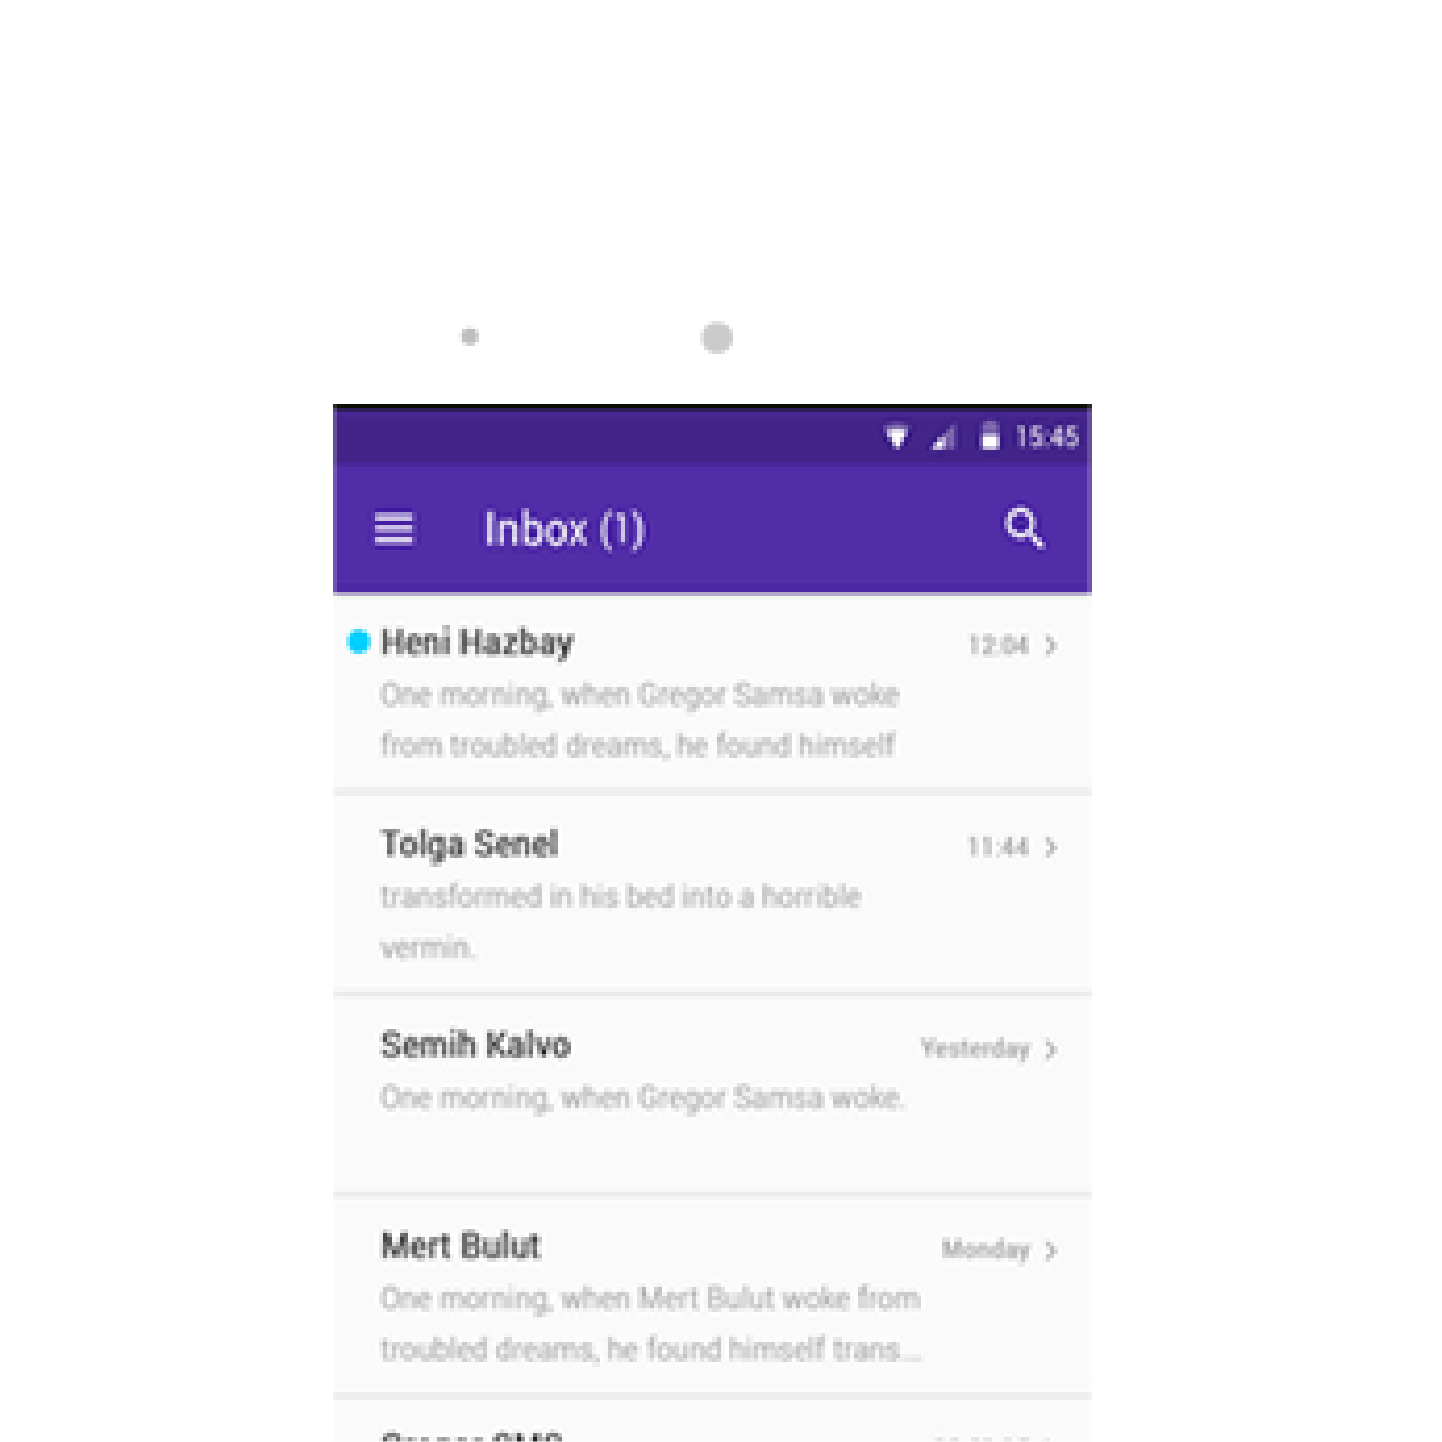 15:45
Inbox (1)
Heni Hazbay 12:04
One morning, when Gregor Samsa woke
from troubled dreams, he found himself
Tolga Senel 11:44
transformed in his bed into a horrible
vermin.
Semih Kalvo Yesterday
One morning, when Gregor Samsa woke.
Mert Bulut Monday
One morning, when Mert Bulut woke from
troubled dreams, he found himself trans...